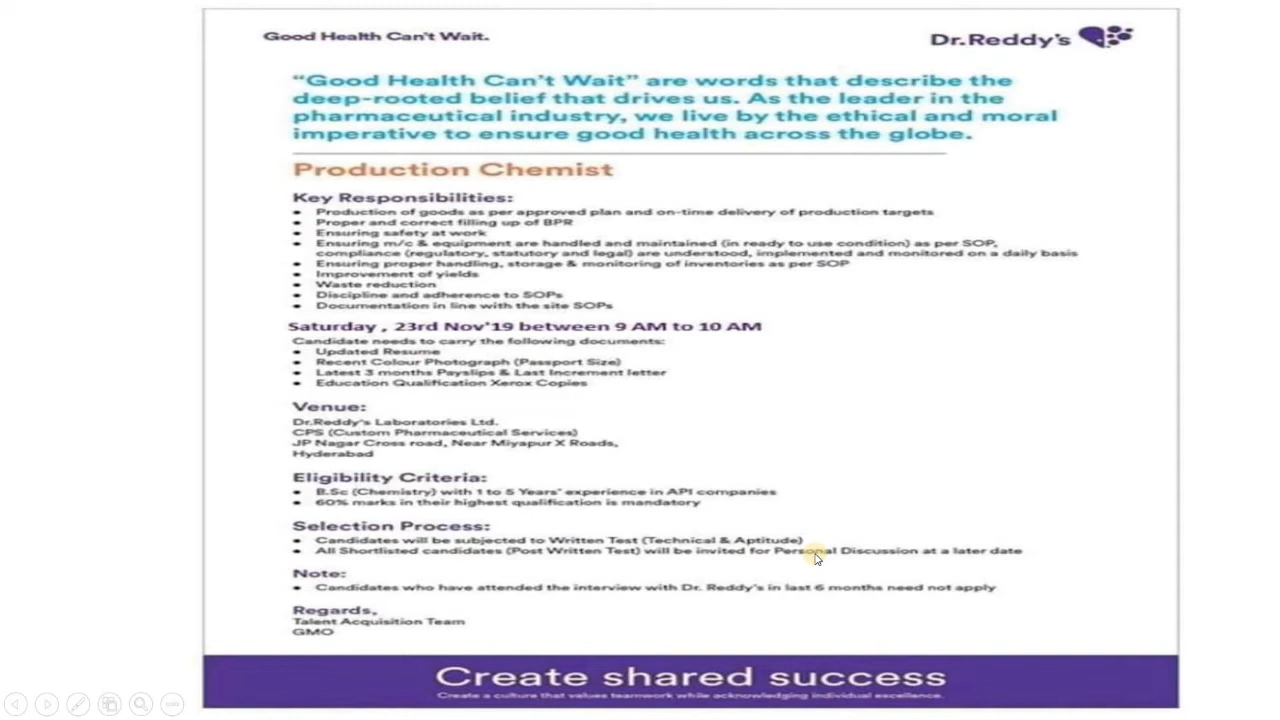 Good Health Can't Wait.
Dr.Reddy's
“Good Health Can't Wait” are words that describe the
deep-rooted belief that drives us. As the leader in the
pharmaceutical industry, we live by the ethical and moral
imperative to ensure good health across the globe.
Production Chemist
Key Responsibilities:
• Production of goods as per approved plan and on-time delivery of production targets
• Proper and correct filling up of BPR
• Ensuring safety at work
• Ensuring m/c & equipment are handled and maintained (in ready to use condition) as per SOP,
compliance (regulatory, statutory and legal) are understood, implemented and monitored on a daily basis
• Ensuring proper handling, storage & monitoring of inventories as per SOP
• Improvement of yields
• Waste reduction
• Discipline and adherence to SOPs
• Documentation in line with the site SOPs
Saturday , 23rd Nov'19 between 9 AM to 10 AM
Candidate needs to carry the following documents:
• Updated Resume
• Recent Colour Photograph (Passport Size)
• Latest 3 months Payslips & Last Increment letter
• Education Qualification Xerox Copies
Venue:
Dr.Reddy's Laboratories Ltd.
CPS (Custom Pharmaceutical Services)
JP Nagar Cross road, Near Miyapur X Roads,
Hyderabad
Eligibility Criteria:
• B.Sc (Chemistry) with 1 to 5 Years' experience in API companies
• 60% marks in their highest qualification is mandatory
Selection Process:
• Candidates will be subjected to Written Test (Technical & Aptitude)
• All Shortlisted candidates (Post Written Test) will be invited for Personal Discussion at a later date
Note:
• Candidates who have attended the interview with Dr. Reddy's in last 6 months need not apply
Regards,
Talent Acquisition Team
GMO
Create shared success
Create a culture that values teamwork while acknowledging individual excellence.